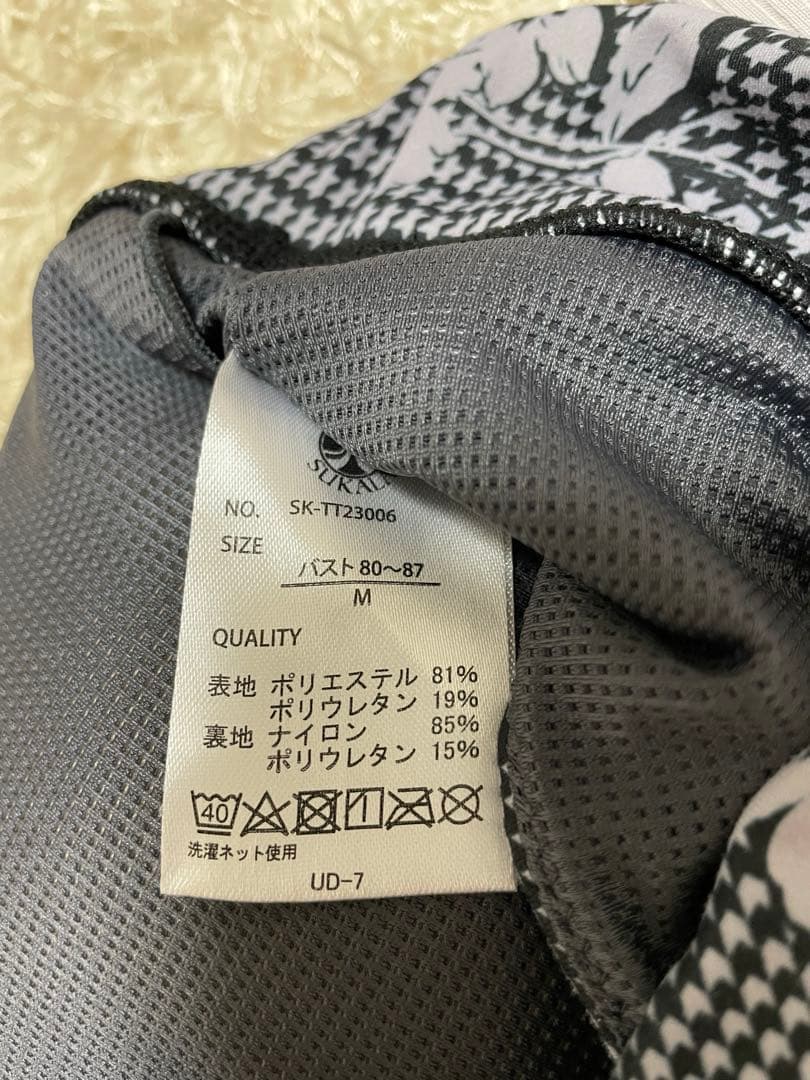 NO. SK-TT23006
SIZE
バスト 80～87
M
QUALITY
表地 ポリエステル 81%
ポリウレタン 19%
裏地 ナイロン 85%
ポリウレタン 15%
40
洗濯ネット使用
UD-7